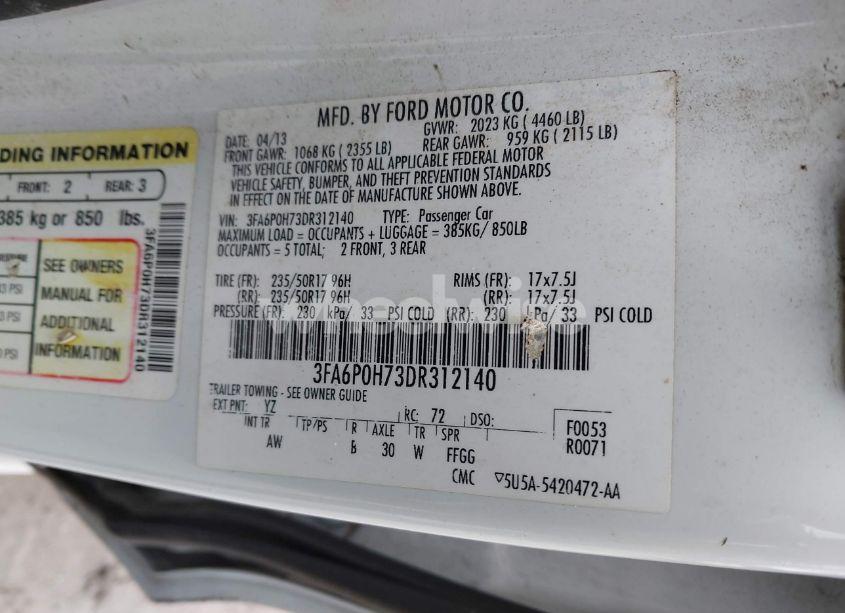 DING INFORMATION
FRONT: 2 REAR: 3
385 kg or 850 lbs.
SEE OWNERS
MANUAL FOR
ADDITIONAL
INFORMATION
3 PSI
3 PSI
0 PSI
3FA6P0H73DR312140
MFD. BY FORD MOTOR CO.
DATE: 04/13 GVWR: 2023 KG ( 4460 LB)
FRONT GAWR: 1068 KG ( 2355 LB) REAR GAWR: 959 KG ( 2115 LB)
THIS VEHICLE CONFORMS TO ALL APPLICABLE FEDERAL MOTOR
VEHICLE SAFETY, BUMPER, AND THEFT PREVENTION STANDARDS
IN EFFECT ON THE DATE OF MANUFACTURE SHOWN ABOVE.
VIN: 3FA6P0H73DR312140 TYPE: Passenger Car
MAXIMUM LOAD = OCCUPANTS + LUGGAGE = 385KG/ 850LB
OCCUPANTS = 5 TOTAL; 2 FRONT, 3 REAR
TIRE (FR): 235/50R17 96H RIMS (FR): 17x7.5J
(RR): 235/50R17 96H (RR): 17x7.5J
PRESSURE (FR): 230 kPa/ 33 PSI COLD (RR): 230 kPa/ 33 PSI COLD
3FA6P0H73DR312140
TRAILER TOWING - SEE OWNER GUIDE
EXT PNT: YZ RC: 72 DSO:
INT TR TP/PS R AXLE TR SPR F0053
AW B 30 W FFGG R0071
CMC ▽5U5A-5420472-AA